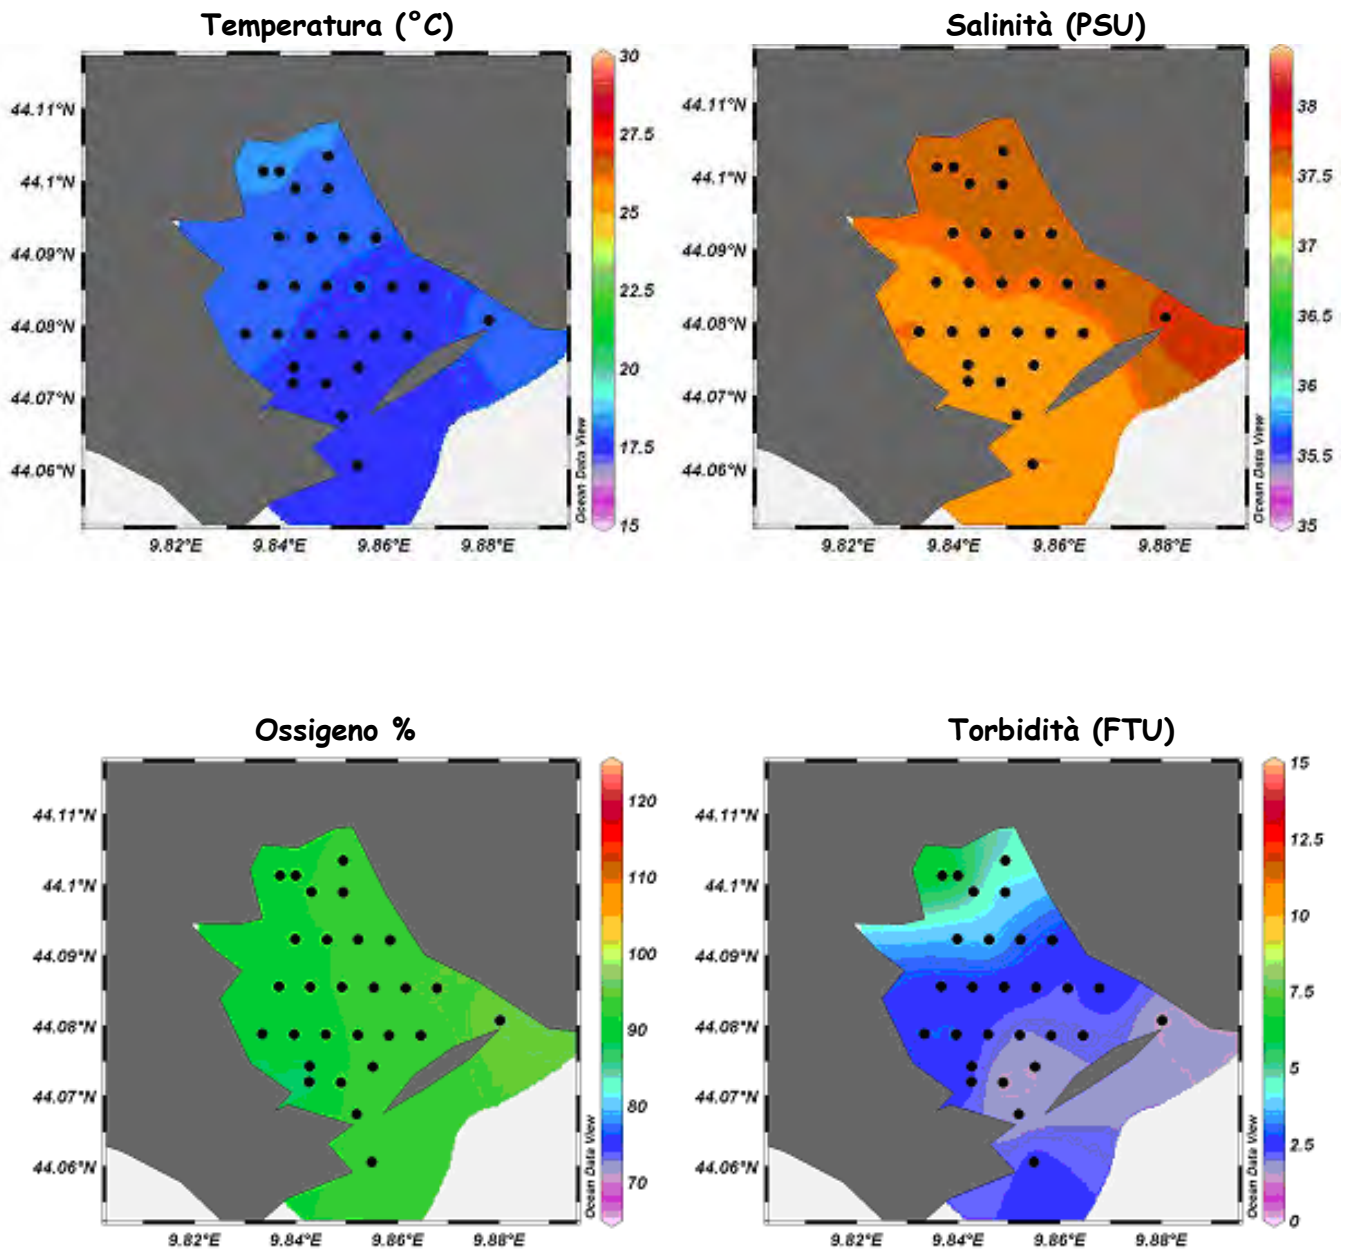 Temperatura (°C)
44.11°N
44.1°N
44.09°N
44.08°N
44.07°N
44.06°N
9.82°E 9.84°E 9.86°E 9.88°E
Ocean Data View
30
27.5
25
22.5
20
17.5
15
Salinità (PSU)
44.11°N
44.1°N
44.09°N
44.08°N
44.07°N
44.06°N
9.82°E 9.84°E 9.86°E 9.88°E
Ocean Data View
38
37.5
37
36.5
36
35.5
35
Ossigeno %
44.11°N
44.1°N
44.09°N
44.08°N
44.07°N
44.06°N
9.82°E 9.84°E 9.86°E 9.88°E
Ocean Data View
120
110
100
90
80
70
Torbidità (FTU)
44.11°N
44.1°N
44.09°N
44.08°N
44.07°N
44.06°N
9.82°E 9.84°E 9.86°E 9.88°E
Ocean Data View
15
12.5
10
7.5
5
2.5
0